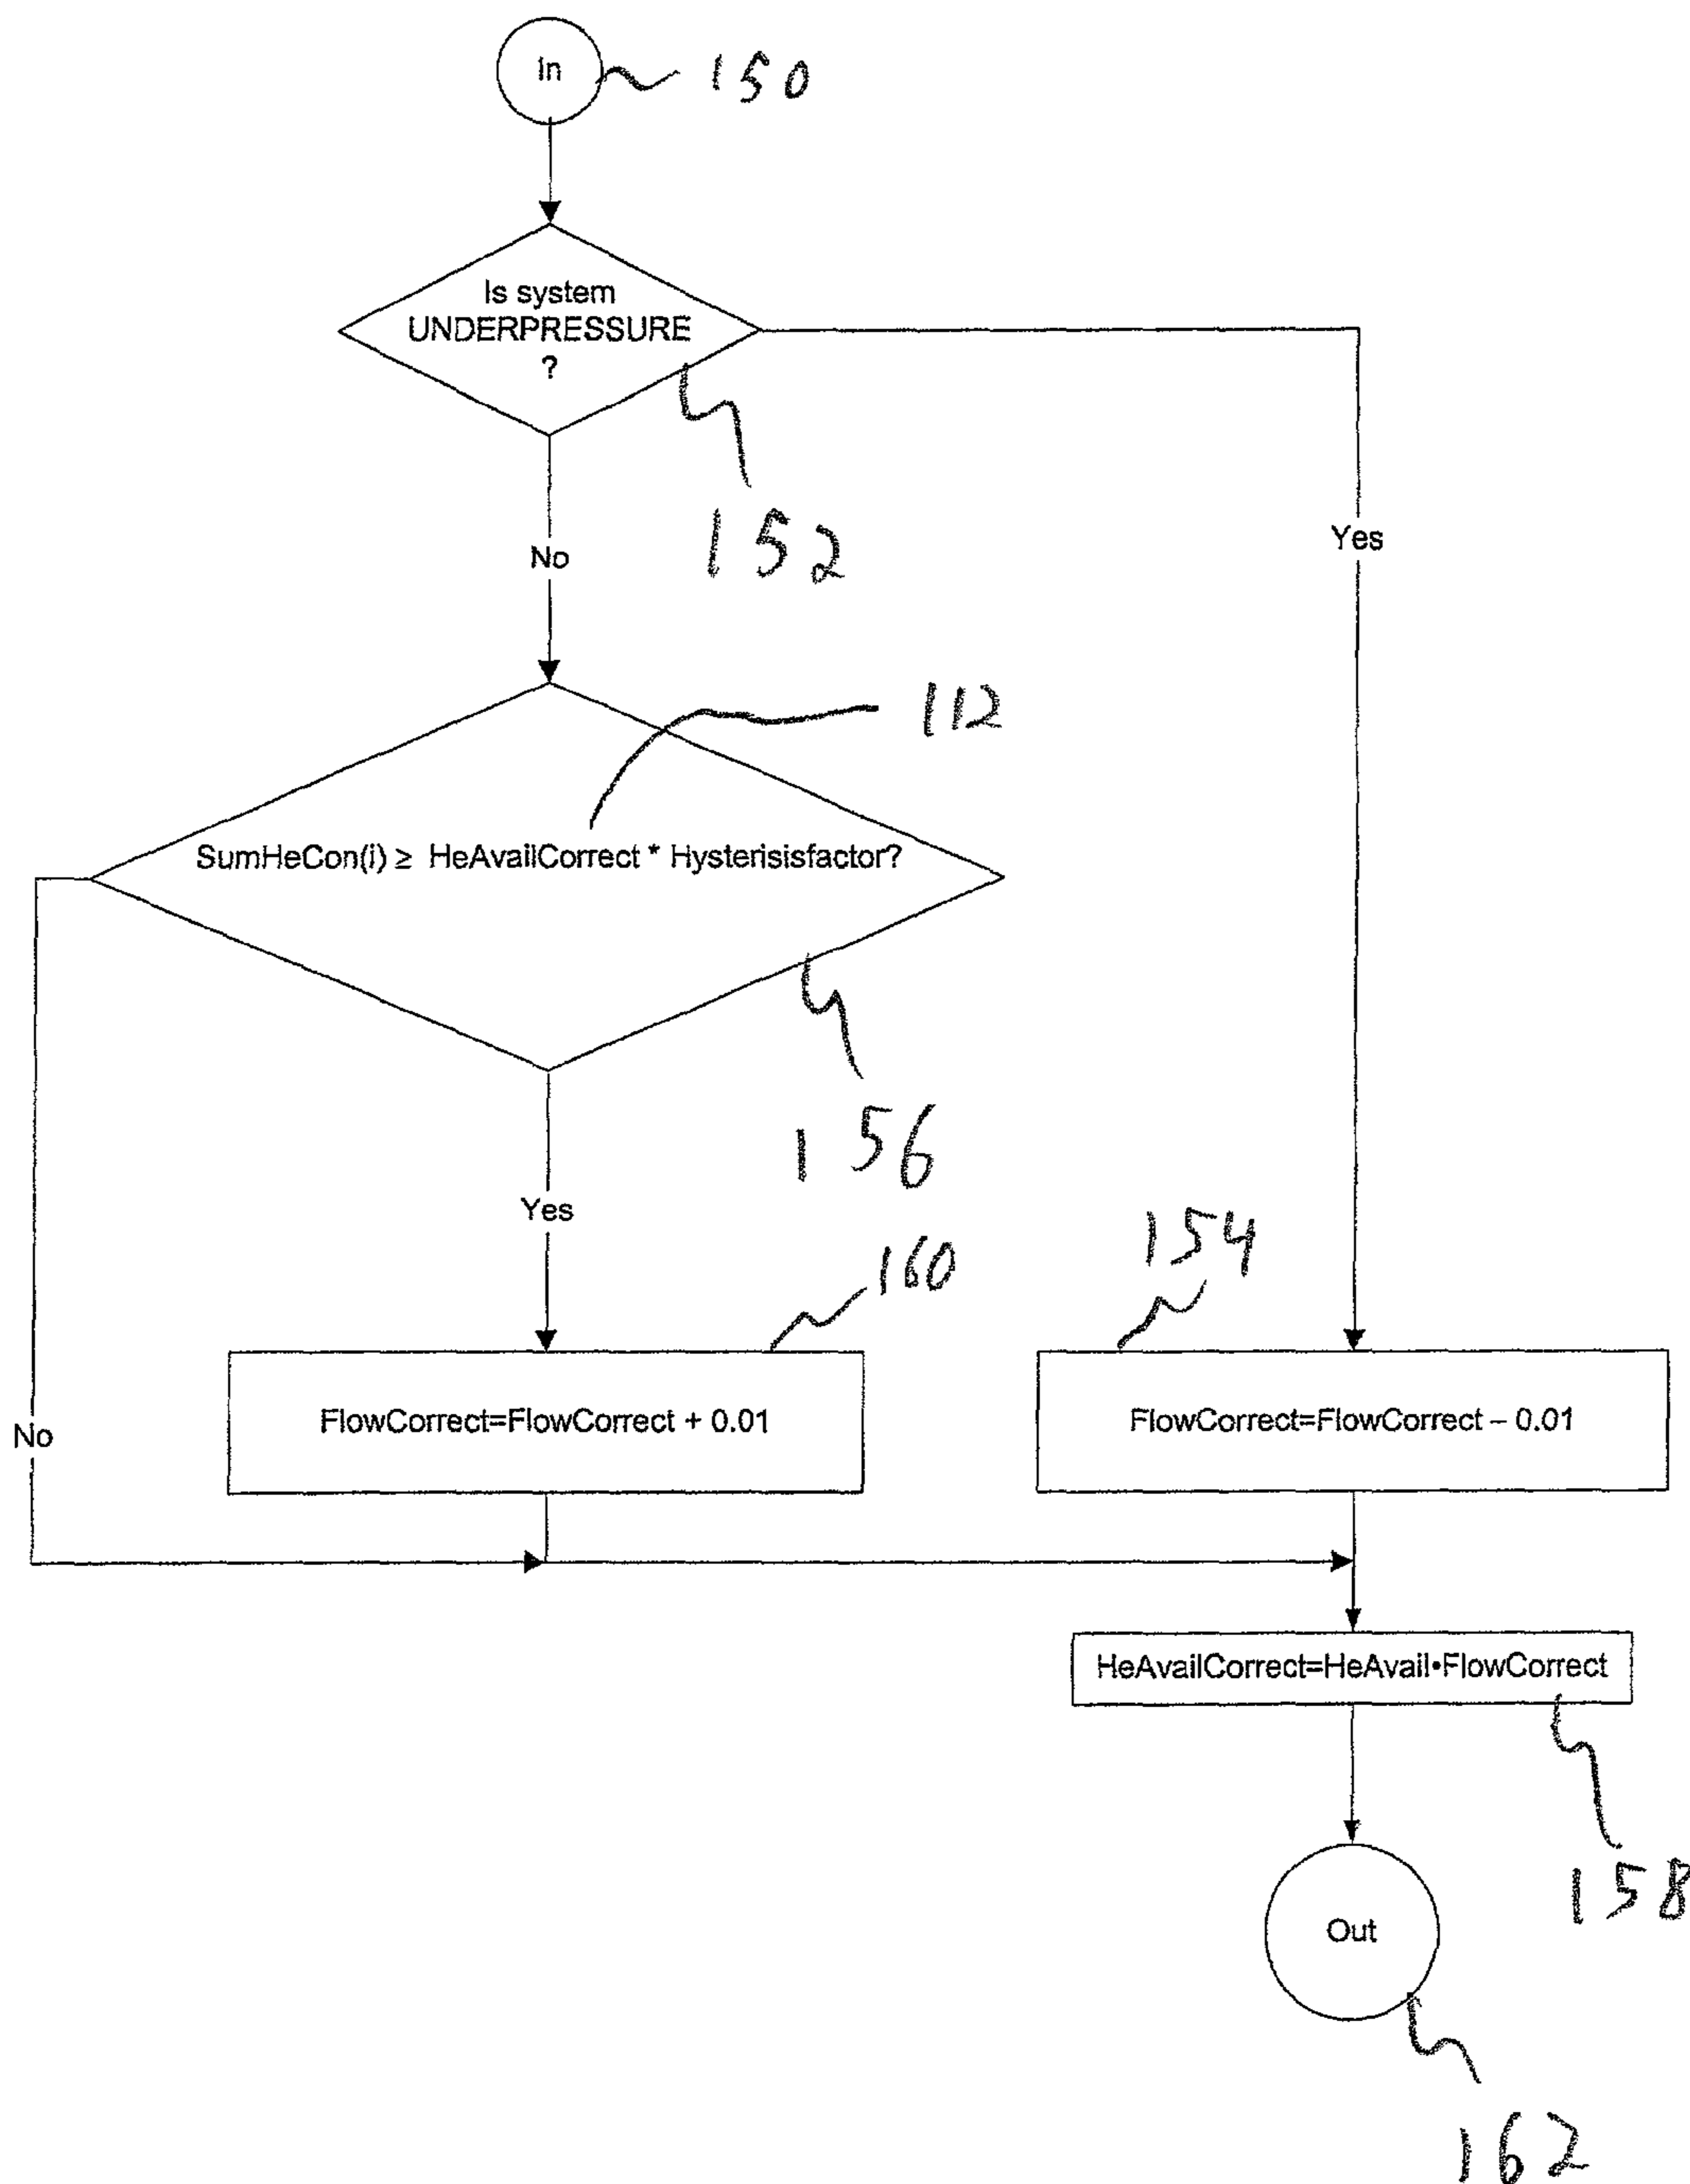 In
150
Is system
UNDERPRESSURE
?
152
No
Yes
112
SumHeCon(i) ≥ HeAvailCorrect * Hysterisisfactor?
156
Yes
160
154
FlowCorrect=FlowCorrect + 0.01
FlowCorrect=FlowCorrect – 0.01
No
HeAvailCorrect=HeAvail•FlowCorrect
158
Out
162